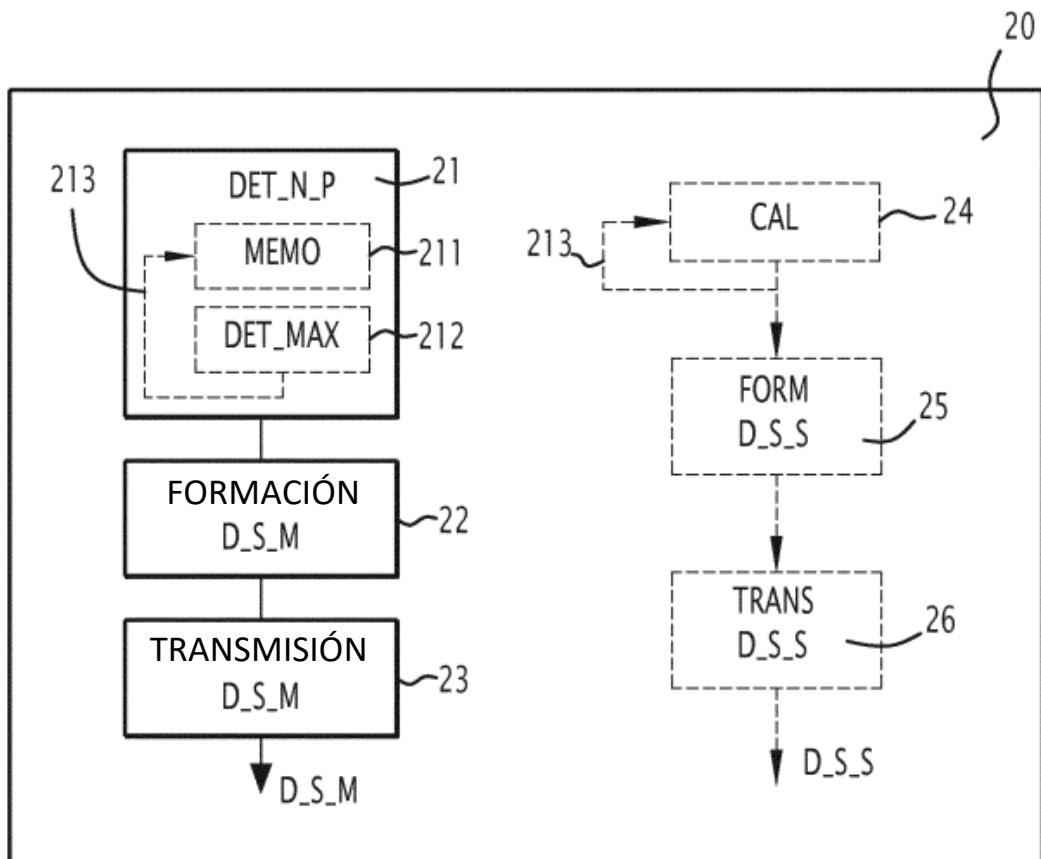 20
213
DET_N_P
21
MEMO
211
DET_MAX
212
FORMACIÓN
D_S_M
22
TRANSMISIÓN
D_S_M
23
D_S_M
CAL
24
213
FORM
D_S_S
25
TRANS
D_S_S
26
D_S_S